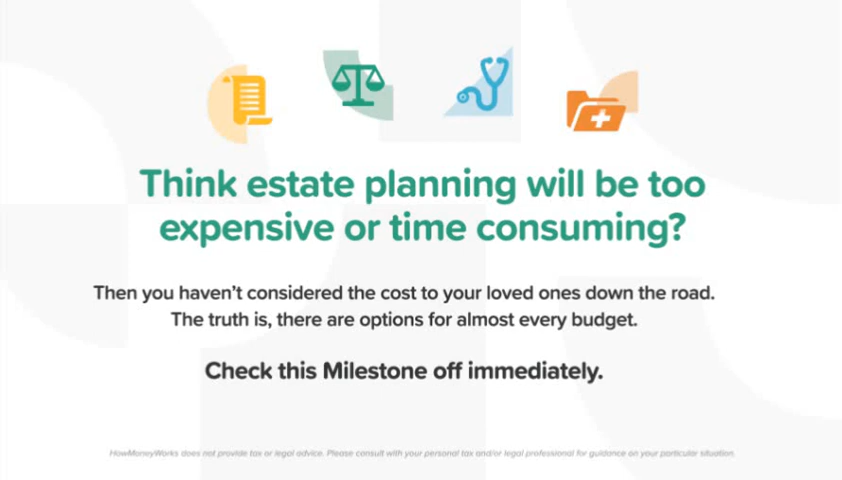 Think estate planning will be too
expensive or time consuming?
Then you haven't considered the cost to your loved ones down the road.
The truth is, there are options for almost every budget.
Check this Milestone off immediately.
HowMoneyWorks does not provide tax or legal advice. Please consult with your personal tax and/or legal professional for guidance on your particular situation.